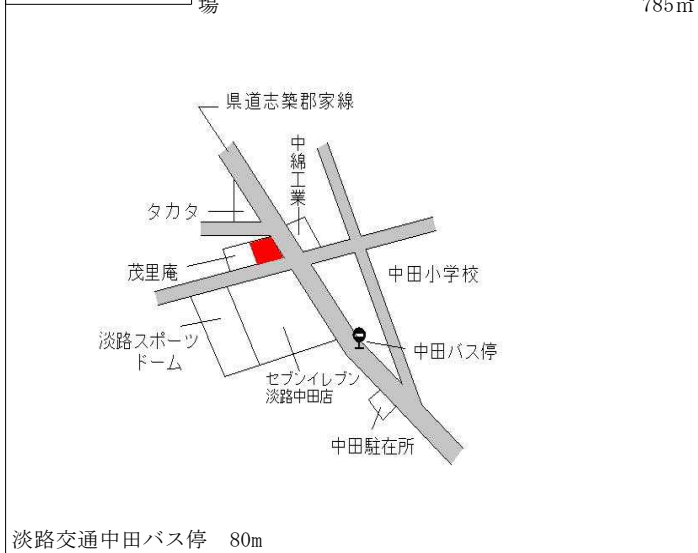 場
785㎡
県道志築郡家線
中綿工業
タカタ
茂里庵
中田小学校
淡路スポーツ
ドーム
中田バス停
セブンイレブン
淡路中田店
中田駐在所
淡路交通中田バス停 80m